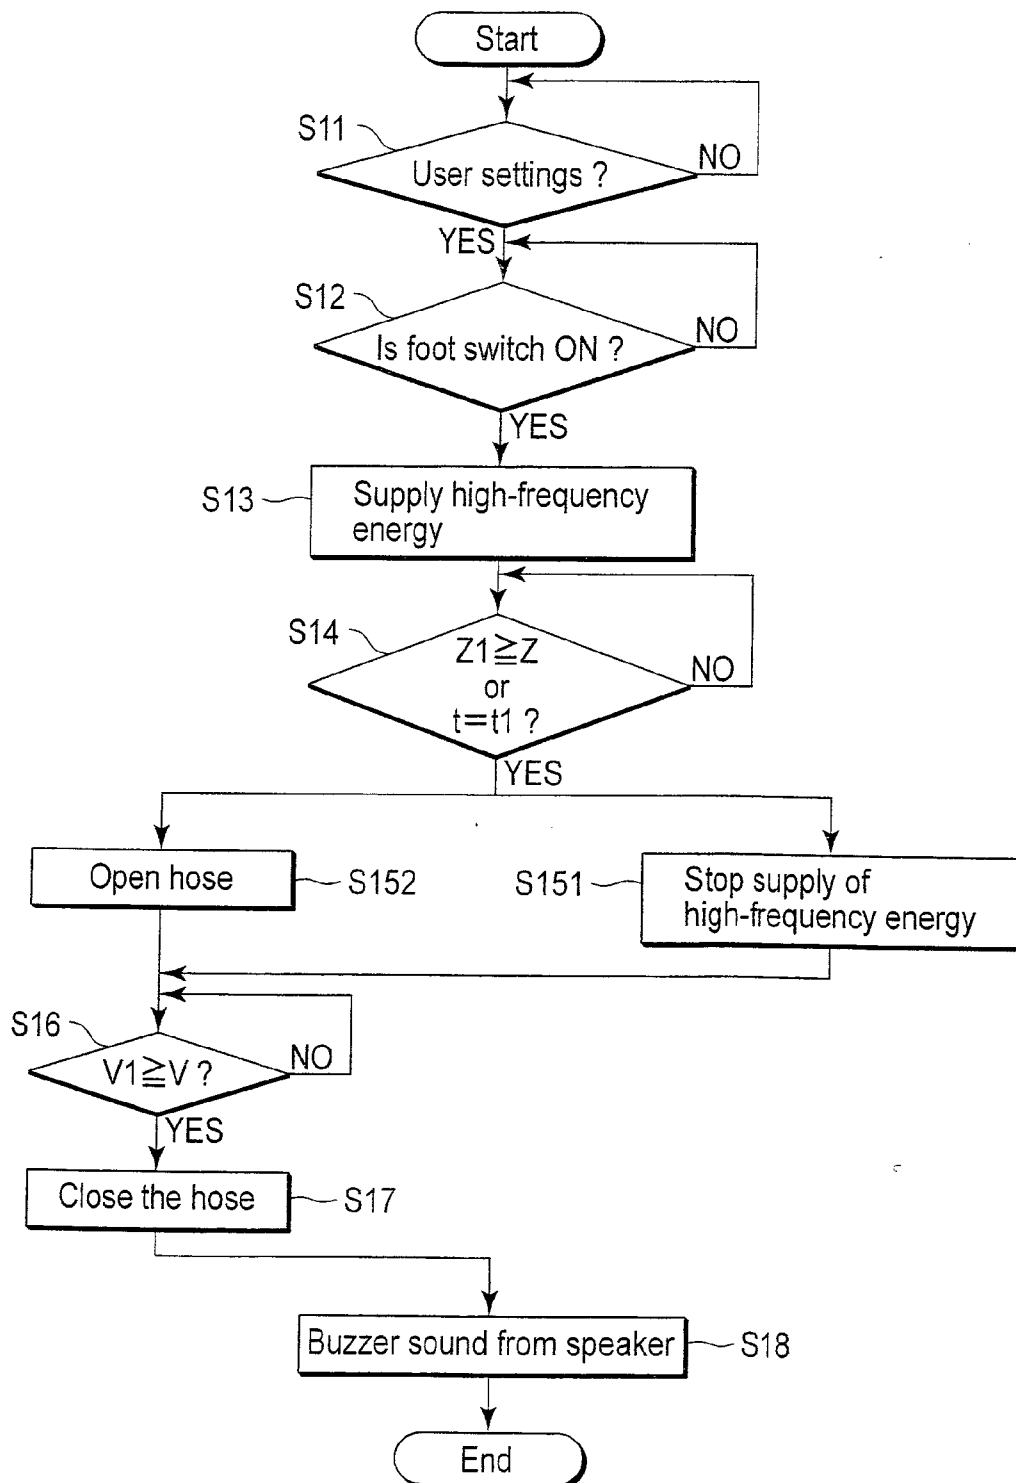 Start
S11
User settings ?
NO
YES
S12
Is foot switch ON ?
NO
YES
S13
Supply high-frequency
energy
S14
Z1≧Z
or
t=t1 ?
NO
YES
Open hose
S152
S151
Stop supply of
high-frequency energy
S16
V1≧V ?
NO
YES
Close the hose
S17
Buzzer sound from speaker
S18
End